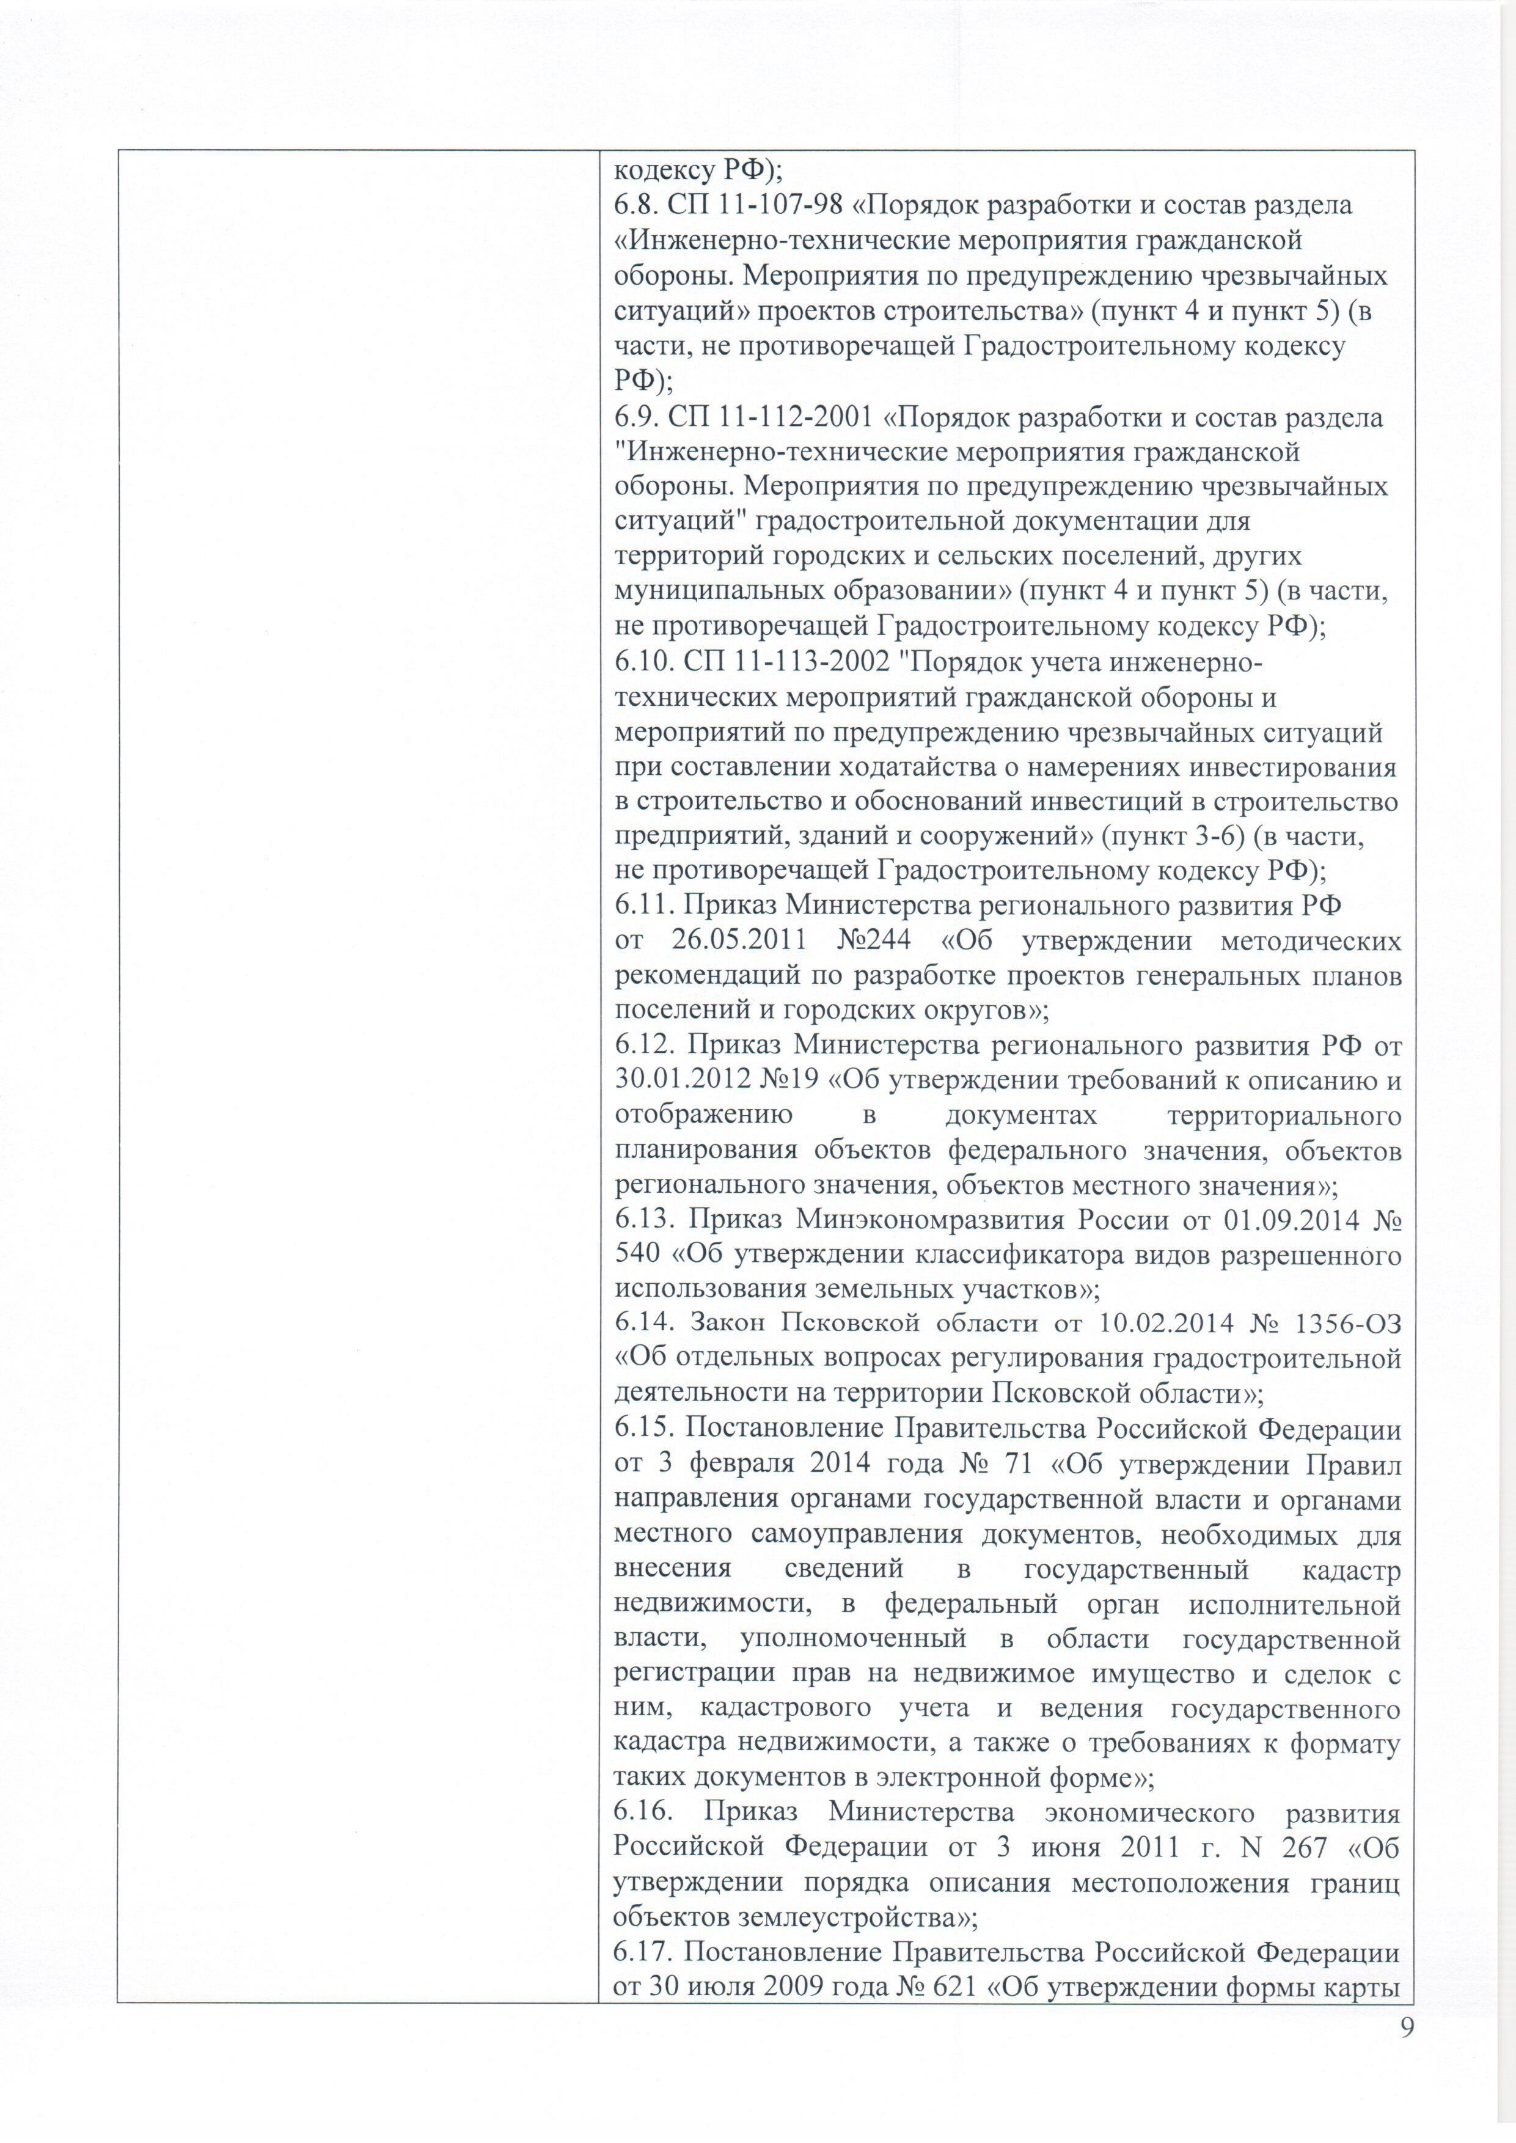 кодексу РФ);
6.8. СП 11-107-98 «Порядок разработки и состав раздела
«Инженерно-технические мероприятия гражданской
обороны. Мероприятия по предупреждению чрезвычайных
ситуаций» проектов строительства» (пункт 4 и пункт 5) (в
части, не противоречащей Градостроительному кодексу
РФ);
6.9. СП 11-112-2001 «Порядок разработки и состав раздела
"Инженерно-технические мероприятия гражданской
обороны. Мероприятия по предупреждению чрезвычайных
ситуаций" градостроительной документации для
территорий городских и сельских поселений, других
муниципальных образовании» (пункт 4 и пункт 5) (в части,
не противоречащей Градостроительному кодексу РФ);
6.10. СП 11-113-2002 "Порядок учета инженерно-
технических мероприятий гражданской обороны и
мероприятий по предупреждению чрезвычайных ситуаций
при составлении ходатайства о намерениях инвестирования
в строительство и обоснований инвестиций в строительство
предприятий, зданий и сооружений» (пункт 3-6) (в части,
не противоречащей Градостроительному кодексу РФ);
6.11. Приказ Министерства регионального развития РФ
от 26.05.2011 №244 «Об утверждении методических
рекомендаций по разработке проектов генеральных планов
поселений и городских округов»;
6.12. Приказ Министерства регионального развития РФ от
30.01.2012 №19 «Об утверждении требований к описанию и
отображению в документах территориального
планирования объектов федерального значения, объектов
регионального значения, объектов местного значения»;
6.13. Приказ Минэкономразвития России от 01.09.2014 №
540 «Об утверждении классификатора видов разрешенного
использования земельных участков»;
6.14. Закон Псковской области от 10.02.2014 № 1356-ОЗ
«Об отдельных вопросах регулирования градостроительной
деятельности на территории Псковской области»;
6.15. Постановление Правительства Российской Федерации
от 3 февраля 2014 года № 71 «Об утверждении Правил
направления органами государственной власти и органами
местного самоуправления документов, необходимых для
внесения сведений в государственный кадастр
недвижимости, в федеральный орган исполнительной
власти, уполномоченный в области государственной
регистрации прав на недвижимое имущество и сделок с
ним, кадастрового учета и ведения государственного
кадастра недвижимости, а также о требованиях к формату
таких документов в электронной форме»;
6.16. Приказ Министерства экономического развития
Российской Федерации от 3 июня 2011 г. N 267 «Об
утверждении порядка описания местоположения границ
объектов землеустройства»;
6.17. Постановление Правительства Российской Федерации
от 30 июля 2009 года № 621 «Об утверждении формы карты
9